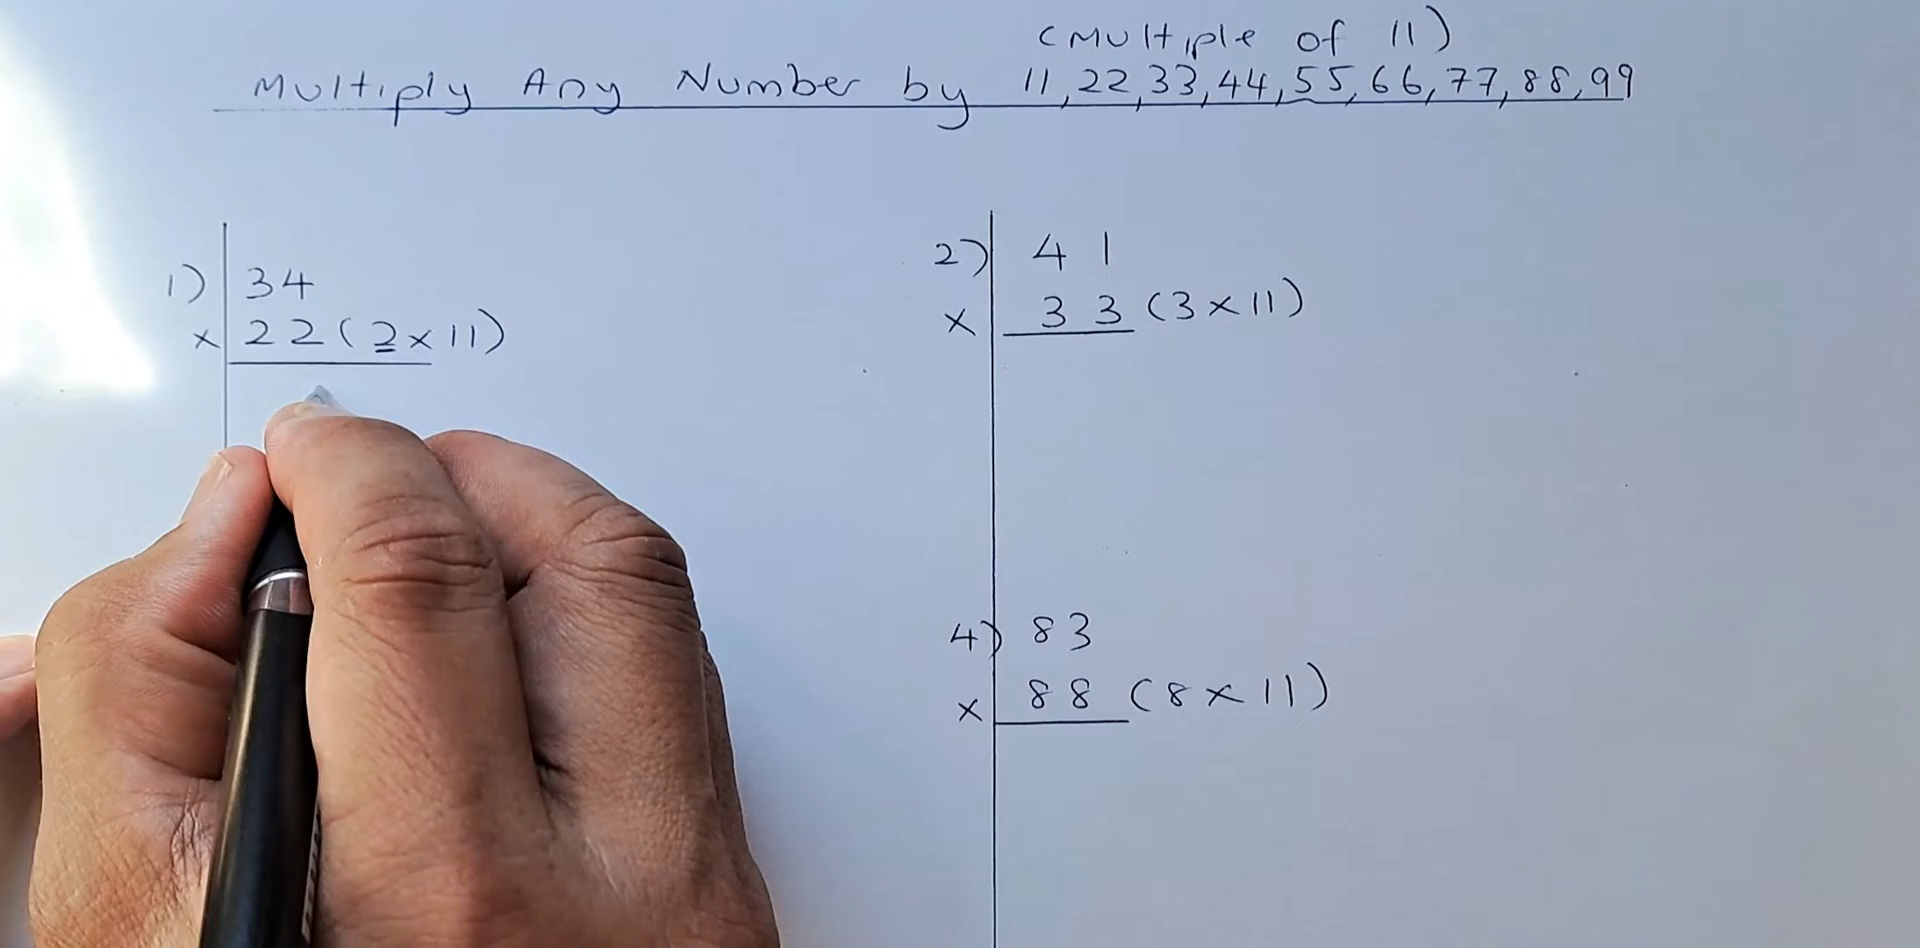 (Multiple of 11)
Multiply Any Number by 11,22,33,44,55,66,77,88,99
1) 34
x 22(2x11)
2) 41
x 33(3x11)
4) 83
x 88(8x11)